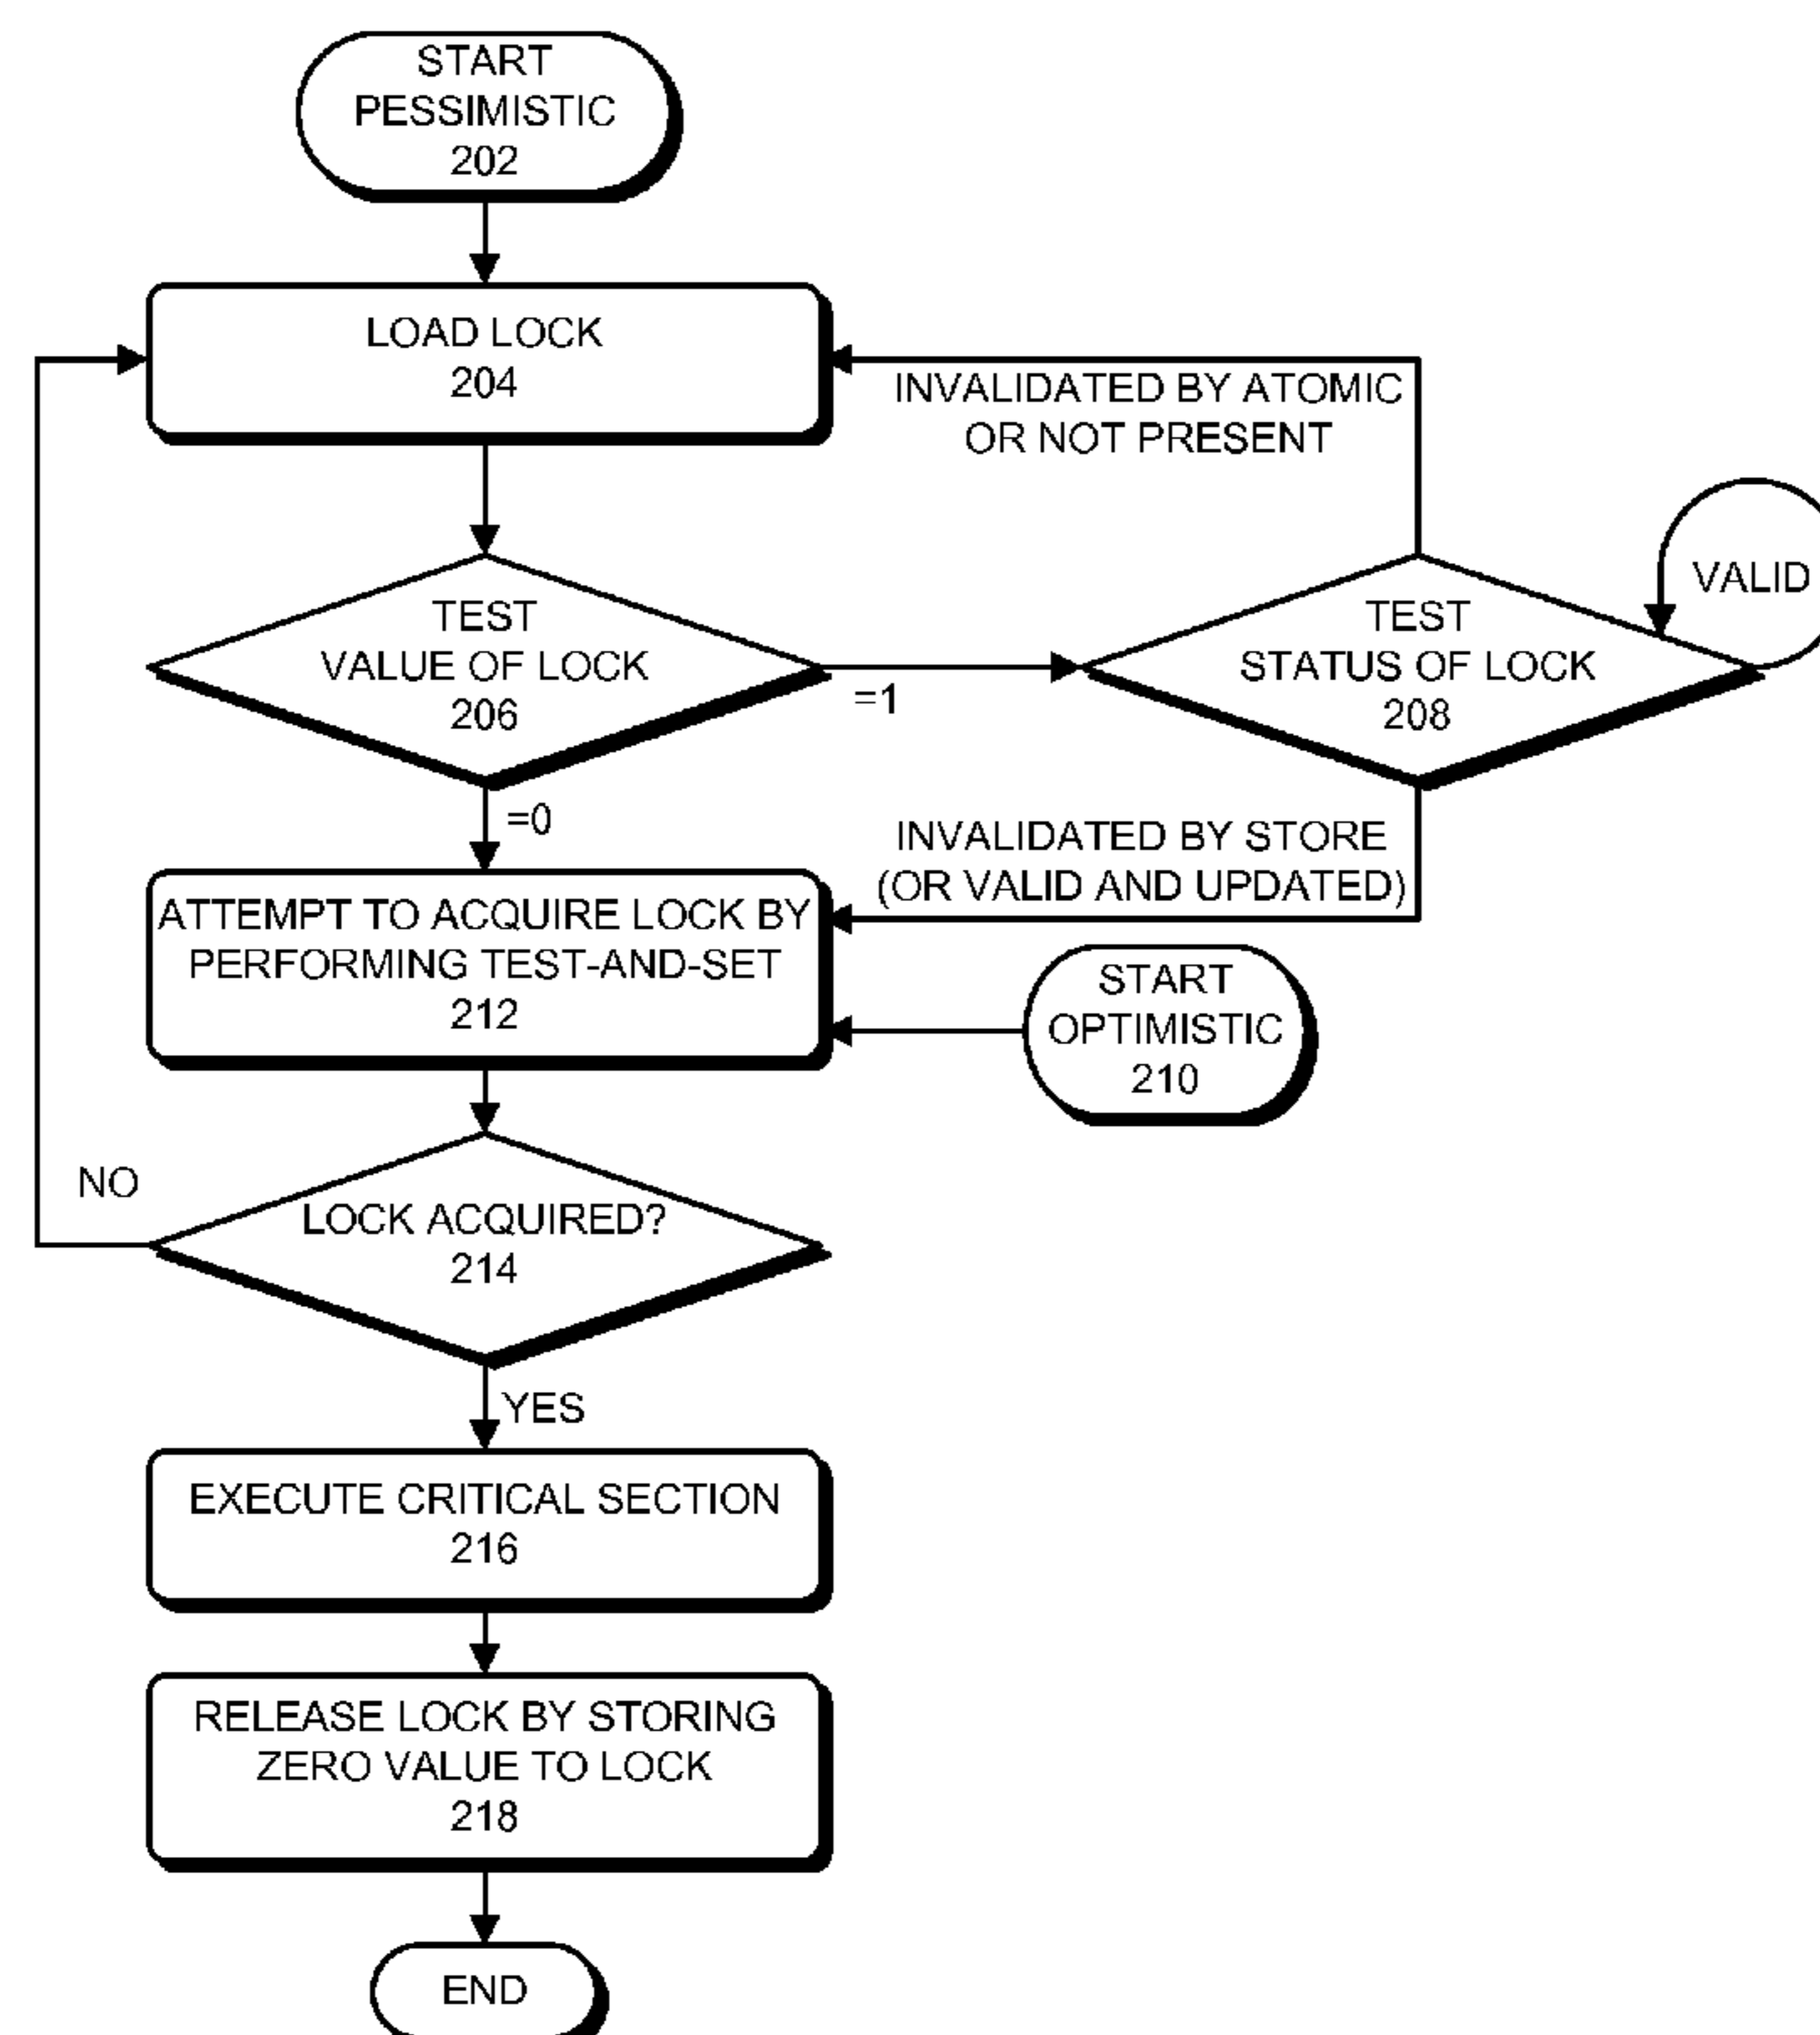 START
PESSIMISTIC
202
LOAD LOCK
204
INVALIDATED BY ATOMIC
OR NOT PRESENT
VALID
TEST
VALUE OF LOCK
206
=1
TEST
STATUS OF LOCK
208
=0
INVALIDATED BY STORE
(OR VALID AND UPDATED)
ATTEMPT TO ACQUIRE LOCK BY
PERFORMING TEST-AND-SET
212
START
OPTIMISTIC
210
NO
LOCK ACQUIRED?
214
YES
EXECUTE CRITICAL SECTION
216
RELEASE LOCK BY STORING
ZERO VALUE TO LOCK
218
END